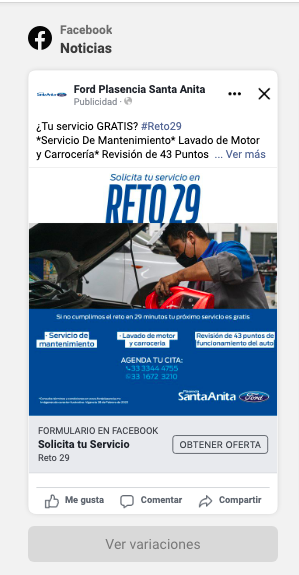 Facebook
Noticias
Ford Plasencia Santa Anita
Publicidad ·
¿Tu servicio GRATIS? #Reto29
*Servicio De Mantenimiento* Lavado de Motor
y Carrocería* Revisión de 43 Puntos ... Ver más
Solicita tu servicio en
RETO 29
Si no cumplimos el reto en 29 minutos tu próximo servicio es gratis
· Servicio de
mantenimiento
· Lavado de motor
y carrocería
Revisión de 43 puntos de
funcionamiento del auto
AGENDA TU CITA:
33 3344 4755
33 1672 3210
Plasencia
SantaAnita
Ford
FORMULARIO EN FACEBOOK
Solicita tu Servicio
Reto 29
OBTENER OFERTA
Me gusta
Comentar
Compartir
Ver variaciones